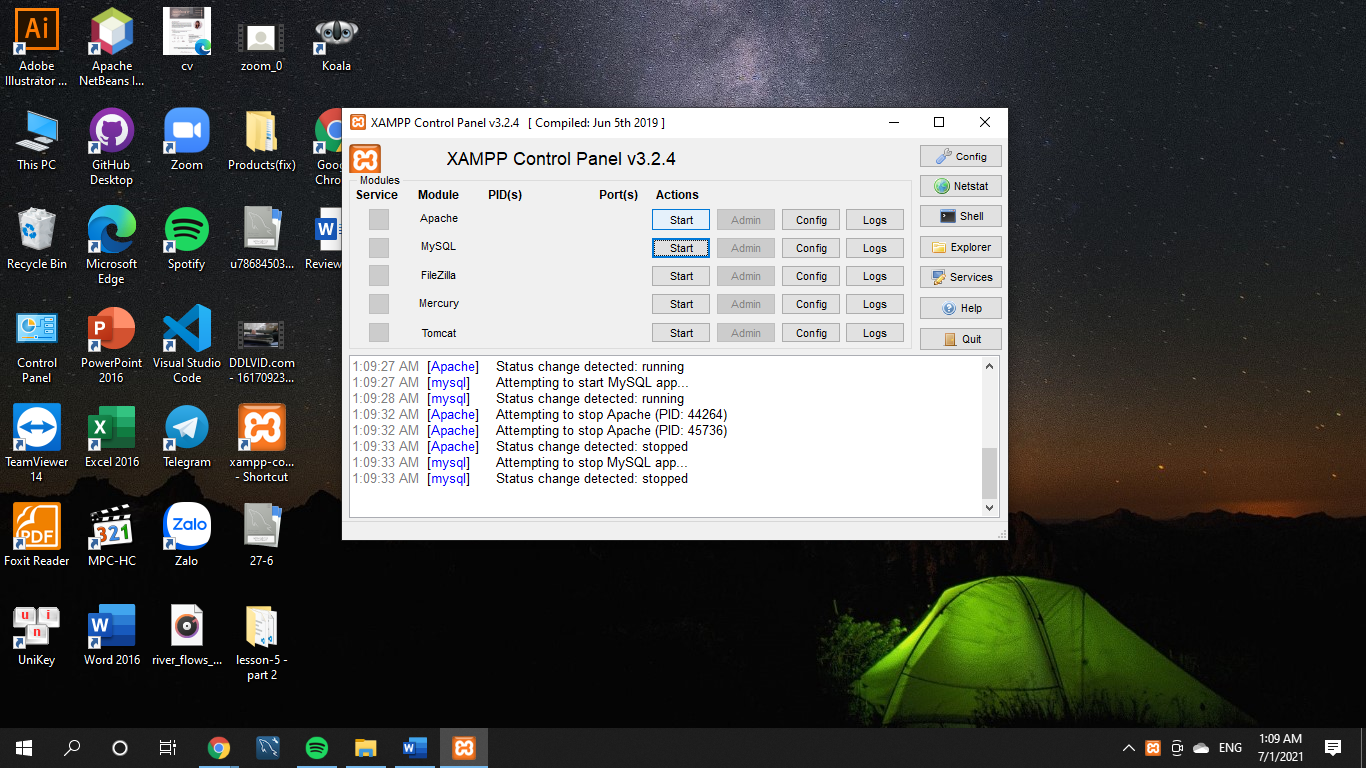 Ai
Adobe
Illustrator ...
Apache
NetBeans I...
cv
zoom_0
Koala
This PC
GitHub
Desktop
Zoom
Products(fix)
Goo
Chro
Recycle Bin
Microsoft
Edge
Spotify
u78684503...
W
Review
Control
Panel
P
PowerPoint
2016
Visual Studio
Code
DDLVID.com
- 16170923...
TeamViewer
14
X
Excel 2016
Telegram
xampp-co...
- Shortcut
PDF
Foxit Reader
321
MPC-HC
Zalo
Zalo
27-6
u i
n
UniKey
W
Word 2016
river_flows_...
lesson-5 -
part 2
XAMPP Control Panel v3.2.4 [ Compiled: Jun 5th 2019 ]
XAMPP Control Panel v3.2.4
Config
Modules
Service Module PID(s) Port(s) Actions
Netstat
Apache Start Admin Config Logs
Shell
MySQL Start Admin Config Logs
Explorer
FileZilla Start Admin Config Logs
Services
Mercury Start Admin Config Logs
Help
Tomcat Start Admin Config Logs
Quit
1:09:27 AM [Apache] Status change detected: running
1:09:27 AM [mysql] Attempting to start MySQL app...
1:09:28 AM [mysql] Status change detected: running
1:09:32 AM [Apache] Attempting to stop Apache (PID: 44264)
1:09:32 AM [Apache] Attempting to stop Apache (PID: 45736)
1:09:33 AM [Apache] Status change detected: stopped
1:09:33 AM [mysql] Attempting to stop MySQL app...
1:09:33 AM [mysql] Status change detected: stopped
W
ENG
1:09 AM
7/1/2021